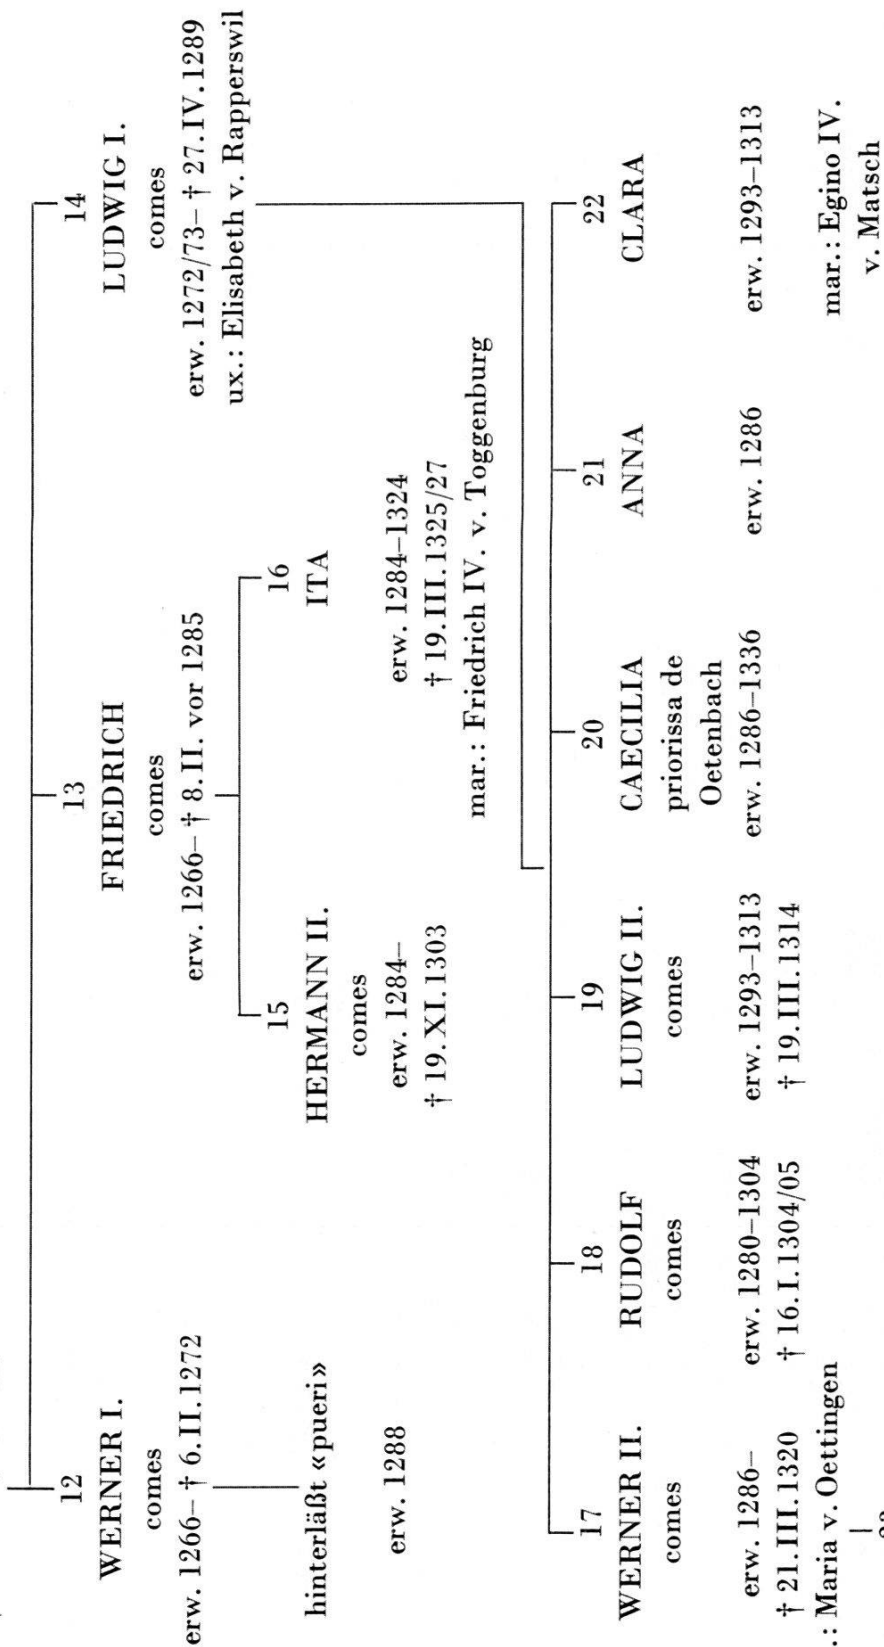 12
WERNER I.
comes
erw. 1266– † 6. II. 1272
hinterläßt «pueri»
erw. 1288
13
FRIEDRICH
comes
erw. 1266– † 8. II. vor 1285
14
LUDWIG I.
comes
erw. 1272/73– † 27. IV. 1289
ux.: Elisabeth v. Rapperswil
15
HERMANN II.
comes
erw. 1284–
† 19. XI. 1303
16
ITA
erw. 1284–1324
† 19. III. 1325/27
mar.: Friedrich IV. v. Toggenburg
17
WERNER II.
comes
erw. 1286–
† 21. III. 1320
.: Maria v. Oettingen
18
RUDOLF
comes
erw. 1280–1304
† 16. I. 1304/05
19
LUDWIG II.
comes
erw. 1293–1313
† 19. III. 1314
20
CAECILIA
priorissa de
Oetenbach
erw. 1286–1336
21
ANNA
erw. 1286
22
CLARA
erw. 1293–1313
mar.: Egino IV.
v. Matsch